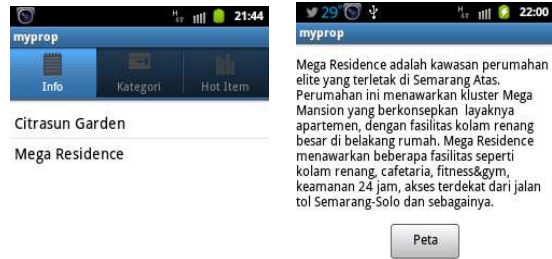 21:44
myprop
Info Kategori Hot Item
Citrasun Garden
Mega Residence
29° 22:00
myprop
Mega Residence adalah kawasan perumahan
elite yang terletak di Semarang Atas.
Perumahan ini menawarkan kluster Mega
Mansion yang berkonsepkan layaknya
apartemen, dengan fasilitas kolam renang
besar di belakang rumah. Mega Residence
menawarkan beberapa fasilitas seperti
kolam renang, cafetaria, fitness&gym,
keamanan 24 jam, akses terdekat dari jalan
tol Semarang-Solo dan sebagainya.
Peta